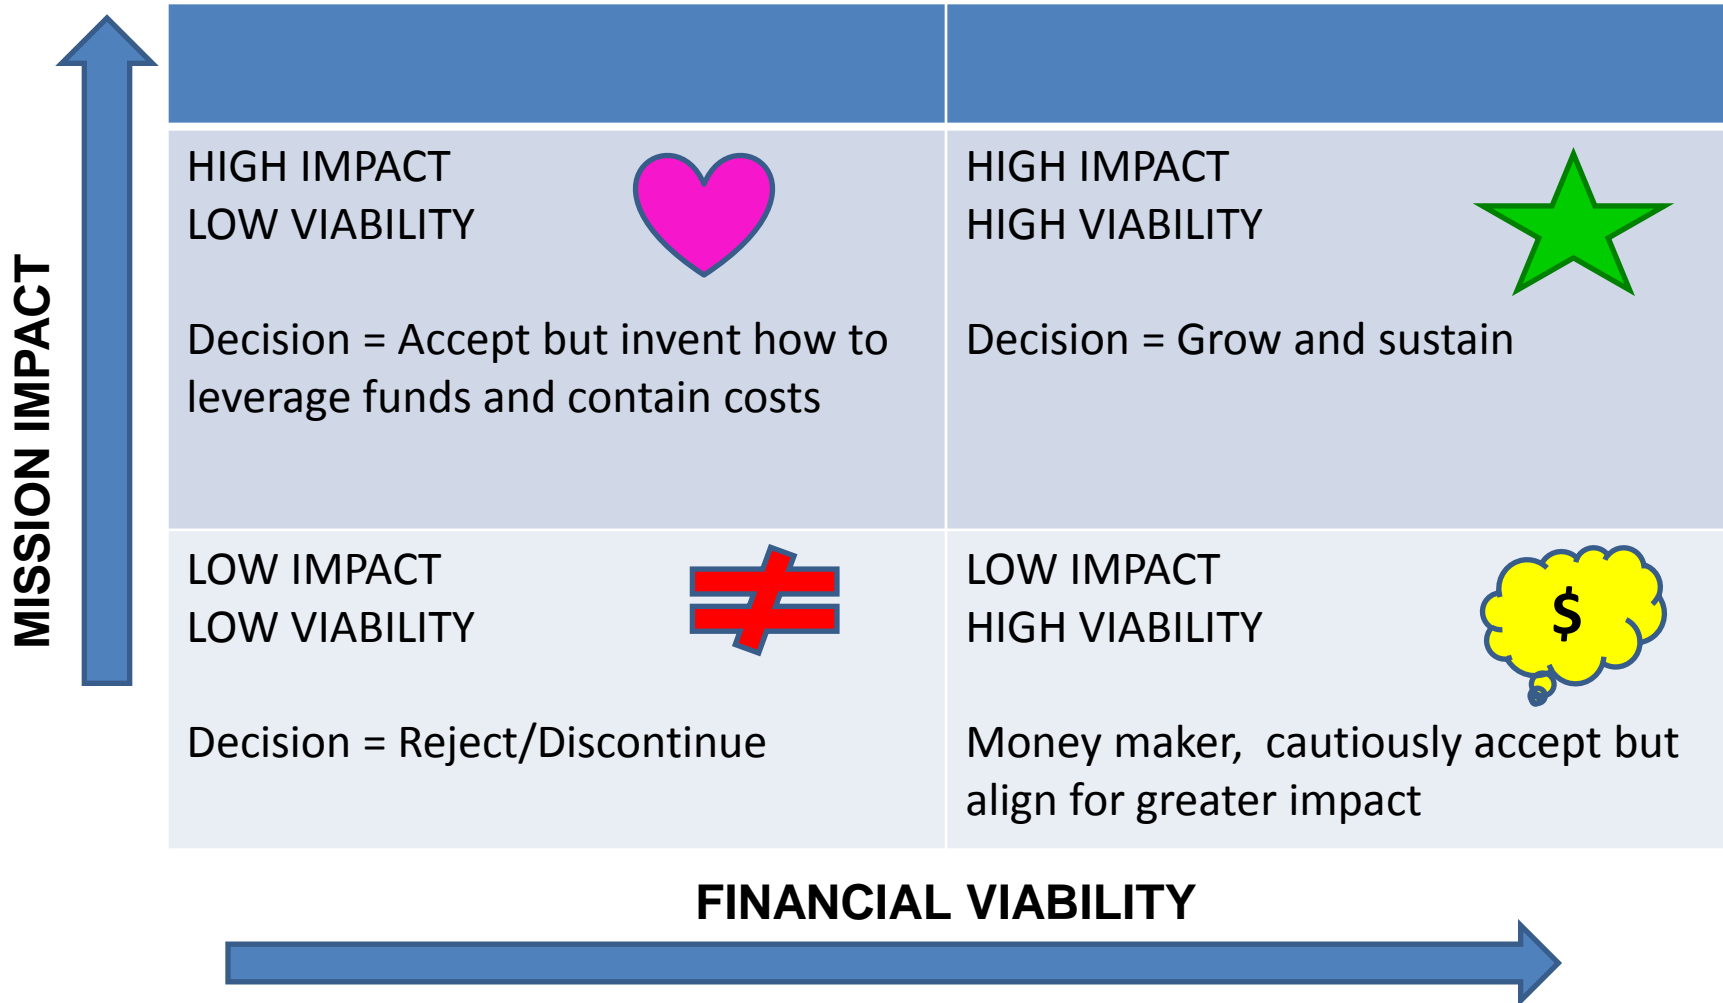 MISSION IMPACT
HIGH IMPACT
LOW VIABILITY
Decision = Accept but invent how to
leverage funds and contain costs
HIGH IMPACT
HIGH VIABILITY
Decision = Grow and sustain
LOW IMPACT
LOW VIABILITY
Decision = Reject/Discontinue
LOW IMPACT
HIGH VIABILITY
$
Money maker,  cautiously accept but
align for greater impact
FINANCIAL VIABILITY